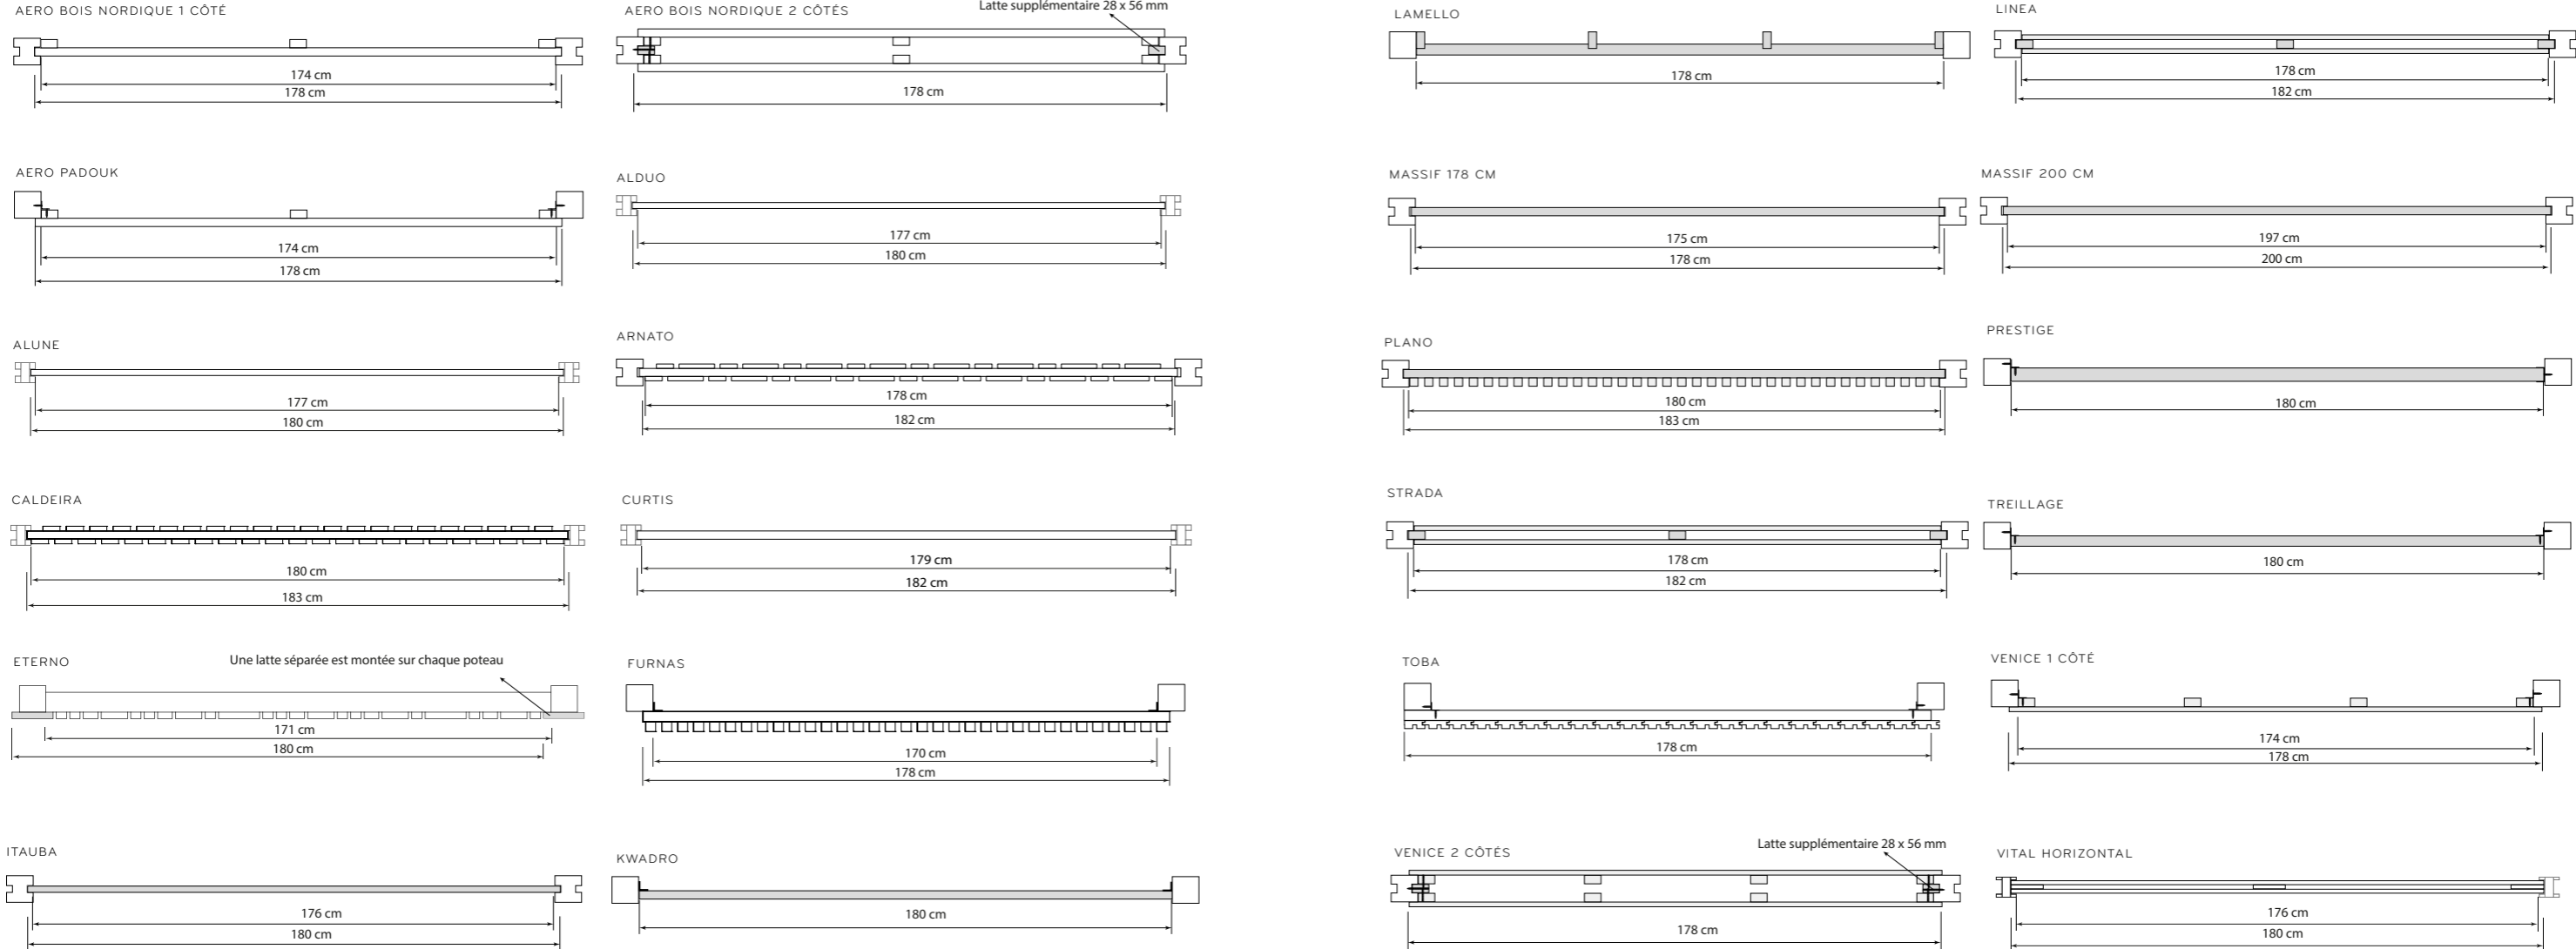 AERO BOIS NORDIQUE 1 CÔTÉ
174 cm
178 cm
AERO BOIS NORDIQUE 2 CÔTÉS
Latte supplémentaire 28 x 56 mm
178 cm
LAMELLO
178 cm
LINEA
178 cm
182 cm
AERO PADOUK
174 cm
178 cm
ALDUO
177 cm
180 cm
MASSIF 178 CM
175 cm
178 cm
MASSIF 200 CM
197 cm
200 cm
ALUNE
177 cm
180 cm
ARNATO
178 cm
182 cm
PLANO
180 cm
183 cm
PRESTIGE
180 cm
CALDEIRA
180 cm
183 cm
CURTIS
179 cm
182 cm
STRADA
178 cm
182 cm
TREILLAGE
180 cm
ETERNO
Une latte séparée est montée sur chaque poteau
171 cm
180 cm
FURNAS
170 cm
178 cm
TOBA
178 cm
VENICE 1 CÔTÉ
174 cm
178 cm
ITAUBA
176 cm
180 cm
KWADRO
180 cm
VENICE 2 CÔTÉS
Latte supplémentaire 28 x 56 mm
178 cm
VITAL HORIZONTAL
176 cm
180 cm